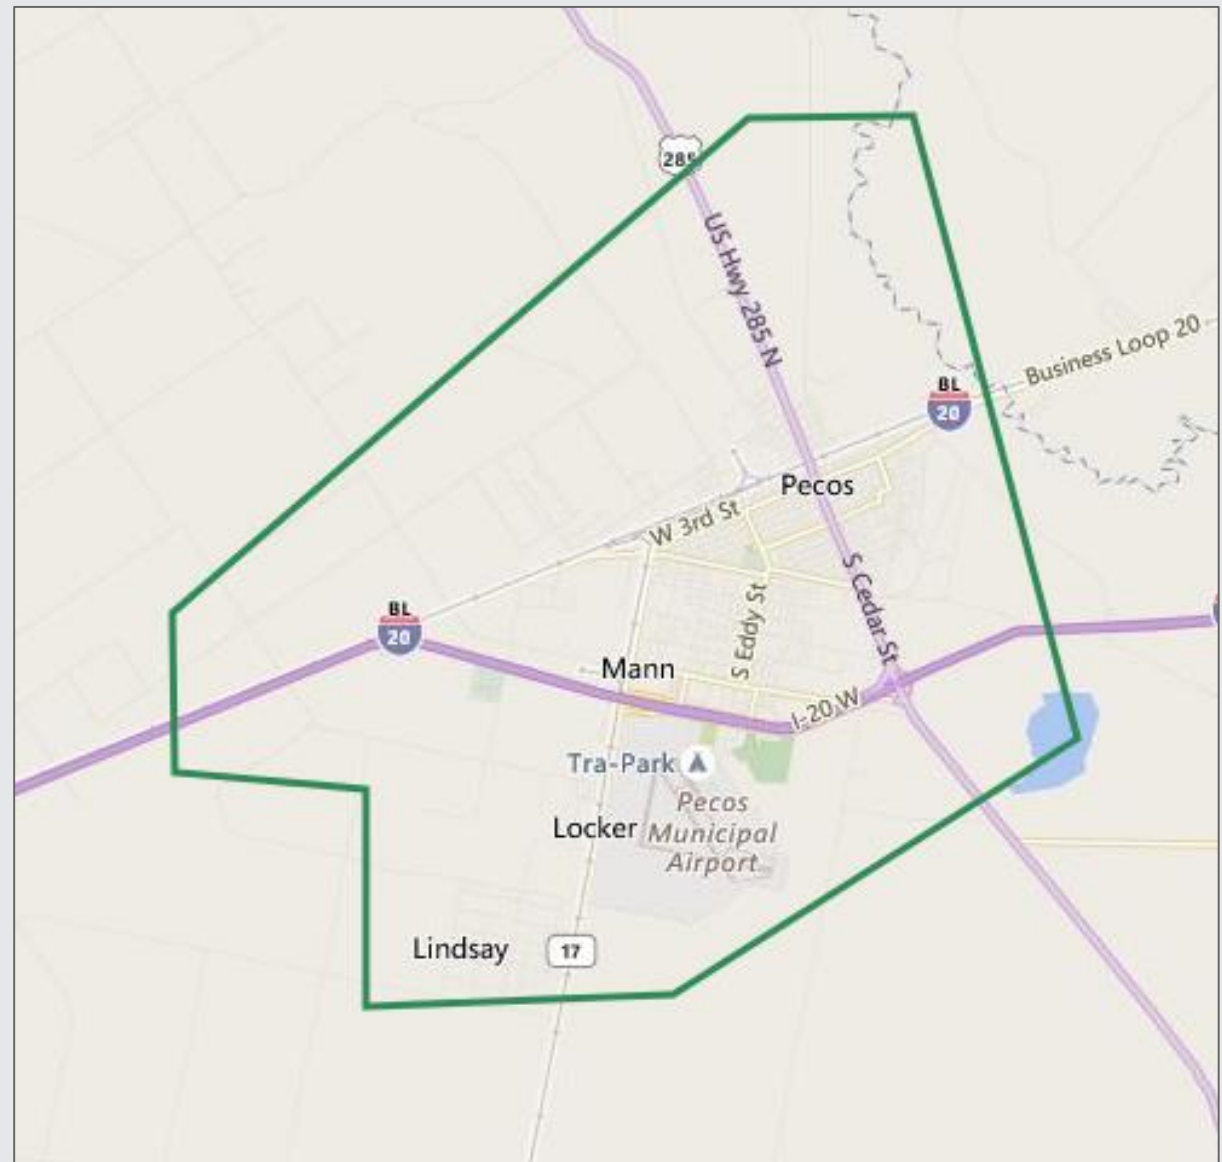 285
US Hwy 285 N
Business Loop 20
BL
20
Pecos
W 3rd St
S Cedar St
S Eddy St
BL
20
Mann
I-20 W
Tra-Park
Pecos
Municipal
Airport
Locker
Lindsay
17